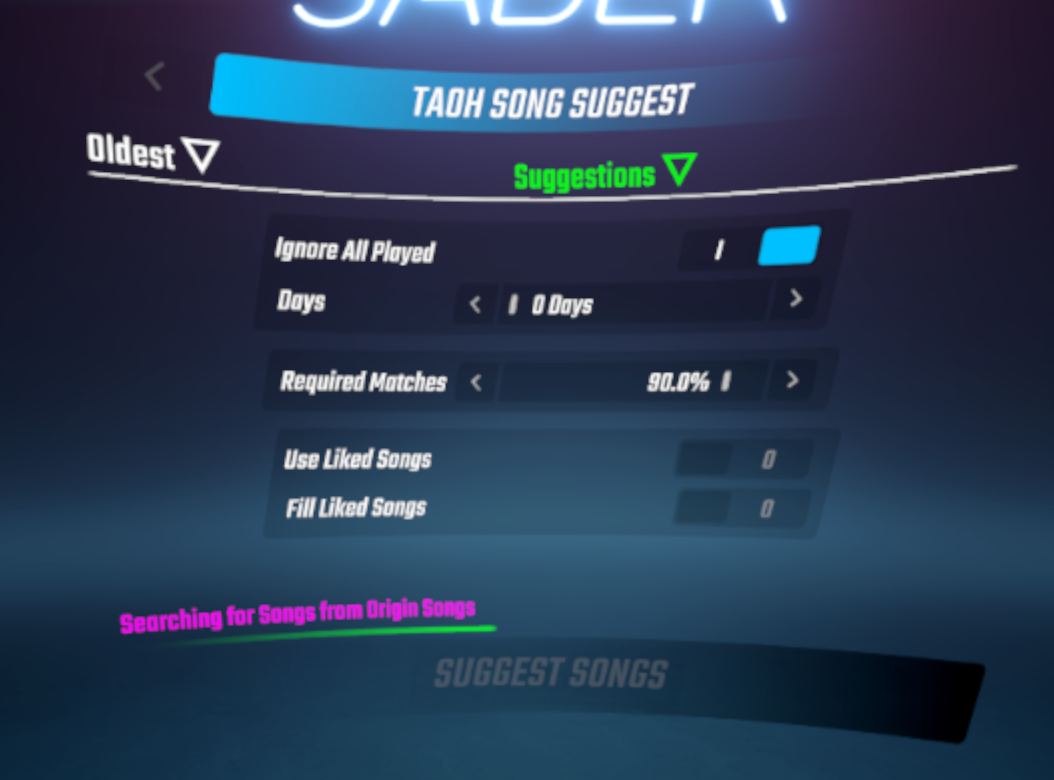 SABER
TAOH SONG SUGGEST
Oldest
Suggestions
Ignore All Played I
Days < 0 Days >
Required Matches < 90.0% >
Use Liked Songs 0
Fill Liked Songs 0
Searching for Songs from Origin Songs
SUGGEST SONGS